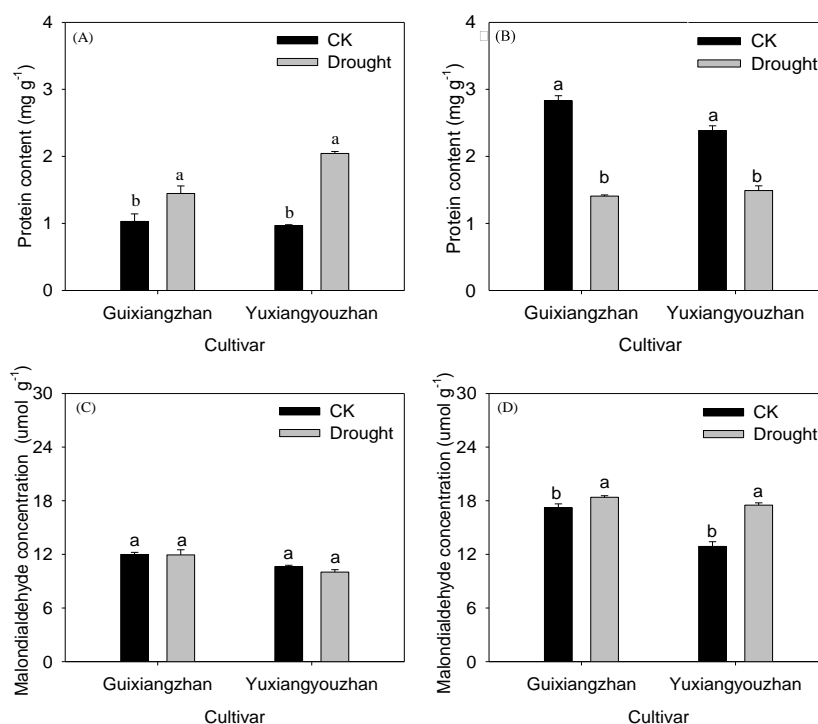 (A)
CK
Drought
4
3
2
1
0
Protein content (mg g-1)
b
a
b
a
Guixiangzhan
Yuxiangyouzhan
Cultivar
(B)
CK
Drought
4
3
2
1
0
Protein content (mg g-1)
a
b
a
b
Guixiangzhan
Yuxiangyouzhan
Cultivar
(C)
CK
Drought
30
24
18
12
6
0
Malondialdehyde concentration (umol g-1)
a
a
a
a
Guixiangzhan
Yuxiangyouzhan
Cultivar
(D)
CK
Drought
30
24
18
12
6
0
Malondialdehyde concentration (umol g-1)
b
a
b
a
Guixiangzhan
Yuxiangyouzhan
Cultivar